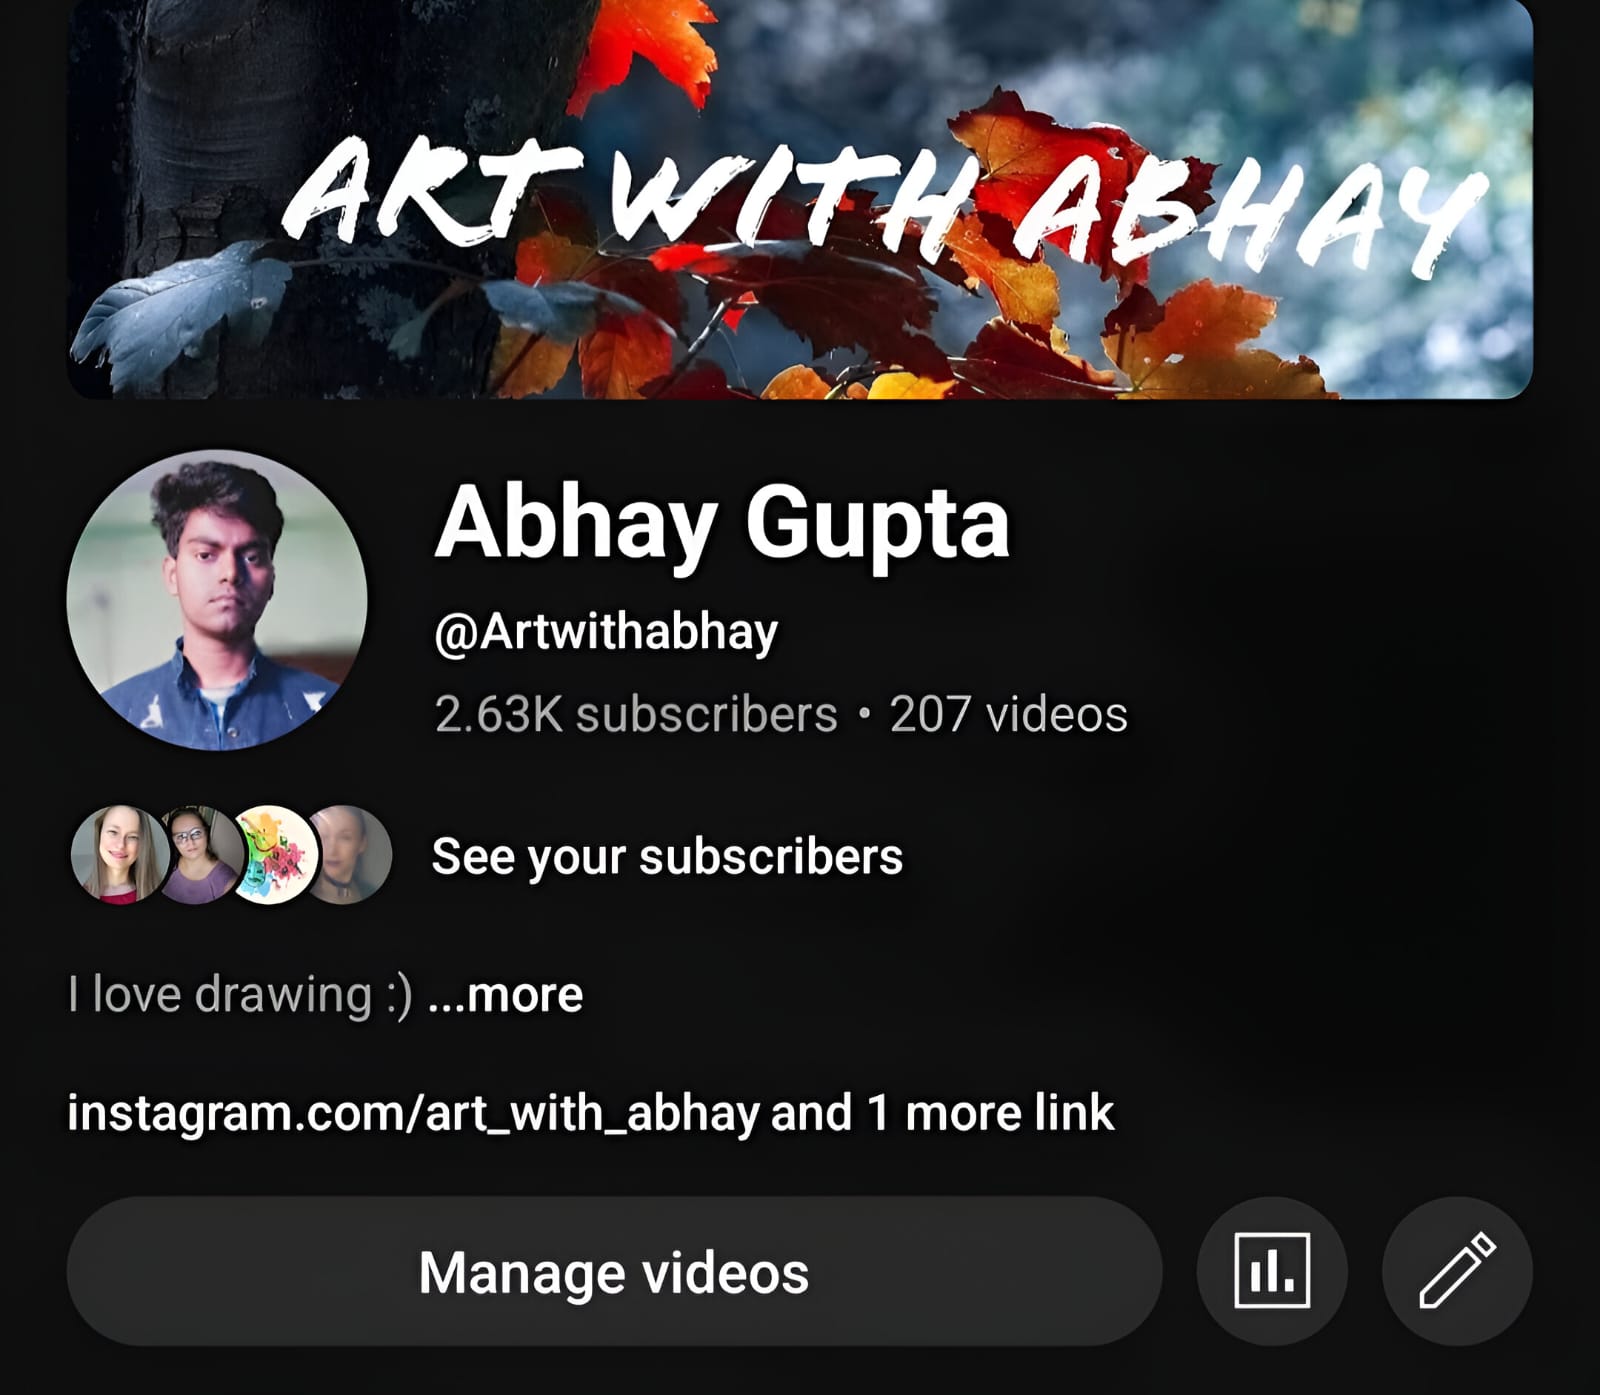 ART WITH ABHAY
Abhay Gupta
@Artwithabhay
2.63K subscribers • 207 videos
See your subscribers
I love drawing :) ...more
instagram.com/art_with_abhay and 1 more link
Manage videos